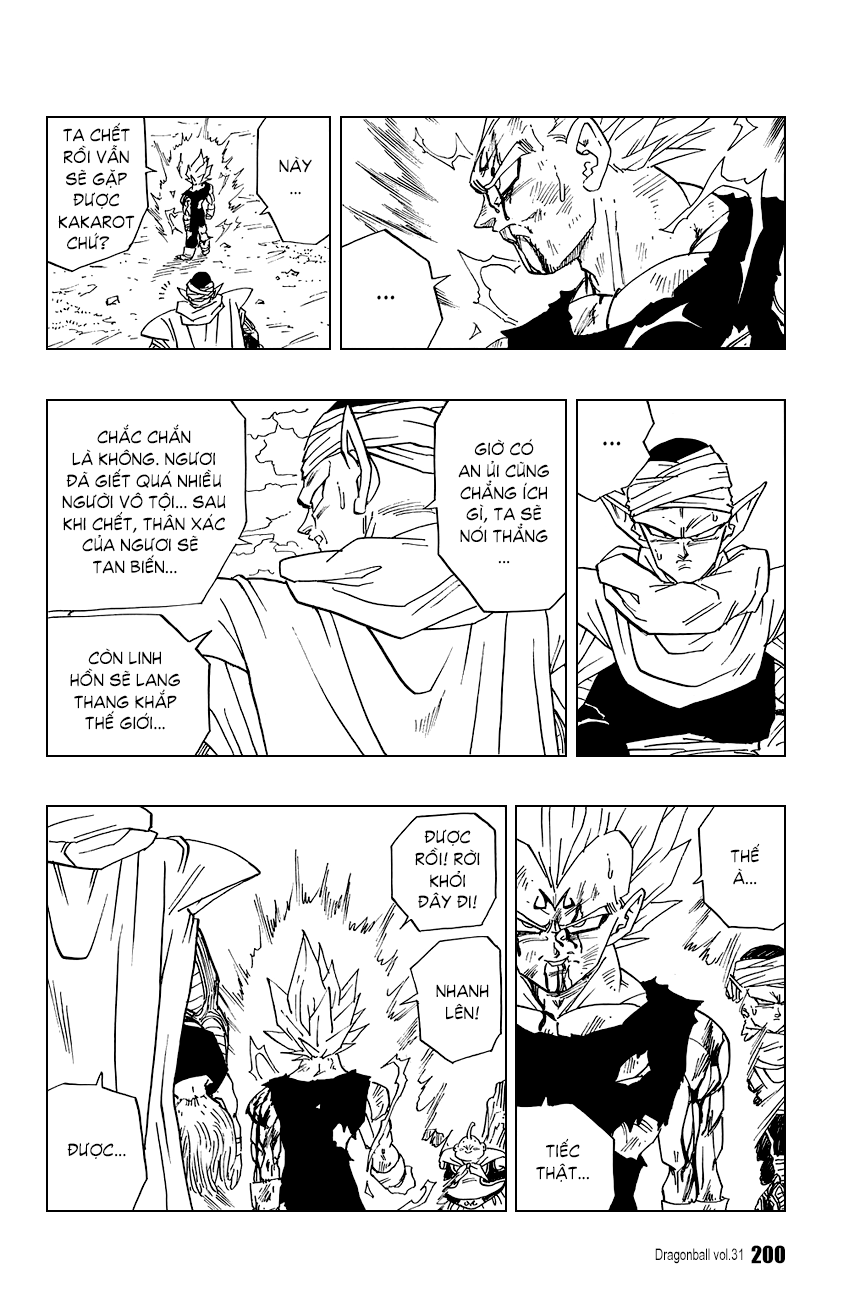 ...
NÀY
...
TA CHẾT
RỒI VẪN
SẼ GẶP
ĐƯỢC
KAKAROT
CHỨ?
...
GIỜ CÓ
AN ỦI CŨNG
CHẲNG ÍCH
GÌ, TA SẼ
NÓI THẲNG
...
CHẮC CHẮN
LÀ KHÔNG. NGƯƠI
ĐÃ GIẾT QUÁ NHIỀU
NGƯỜI VÔ TỘI... SAU
KHI CHẾT, THÂN XÁC
CỦA NGƯƠI SẼ
TAN BIẾN...
CÒN LINH
HỒN SẼ LANG
THANG KHẮP
THẾ GIỚI...
THẾ
À...
TIẾC
THẬT...
ĐƯỢC
RỒI! RỜI
KHỎI
ĐÂY ĐI!
NHANH
LÊN!
ĐƯỢC...
Dragonball vol.31 200